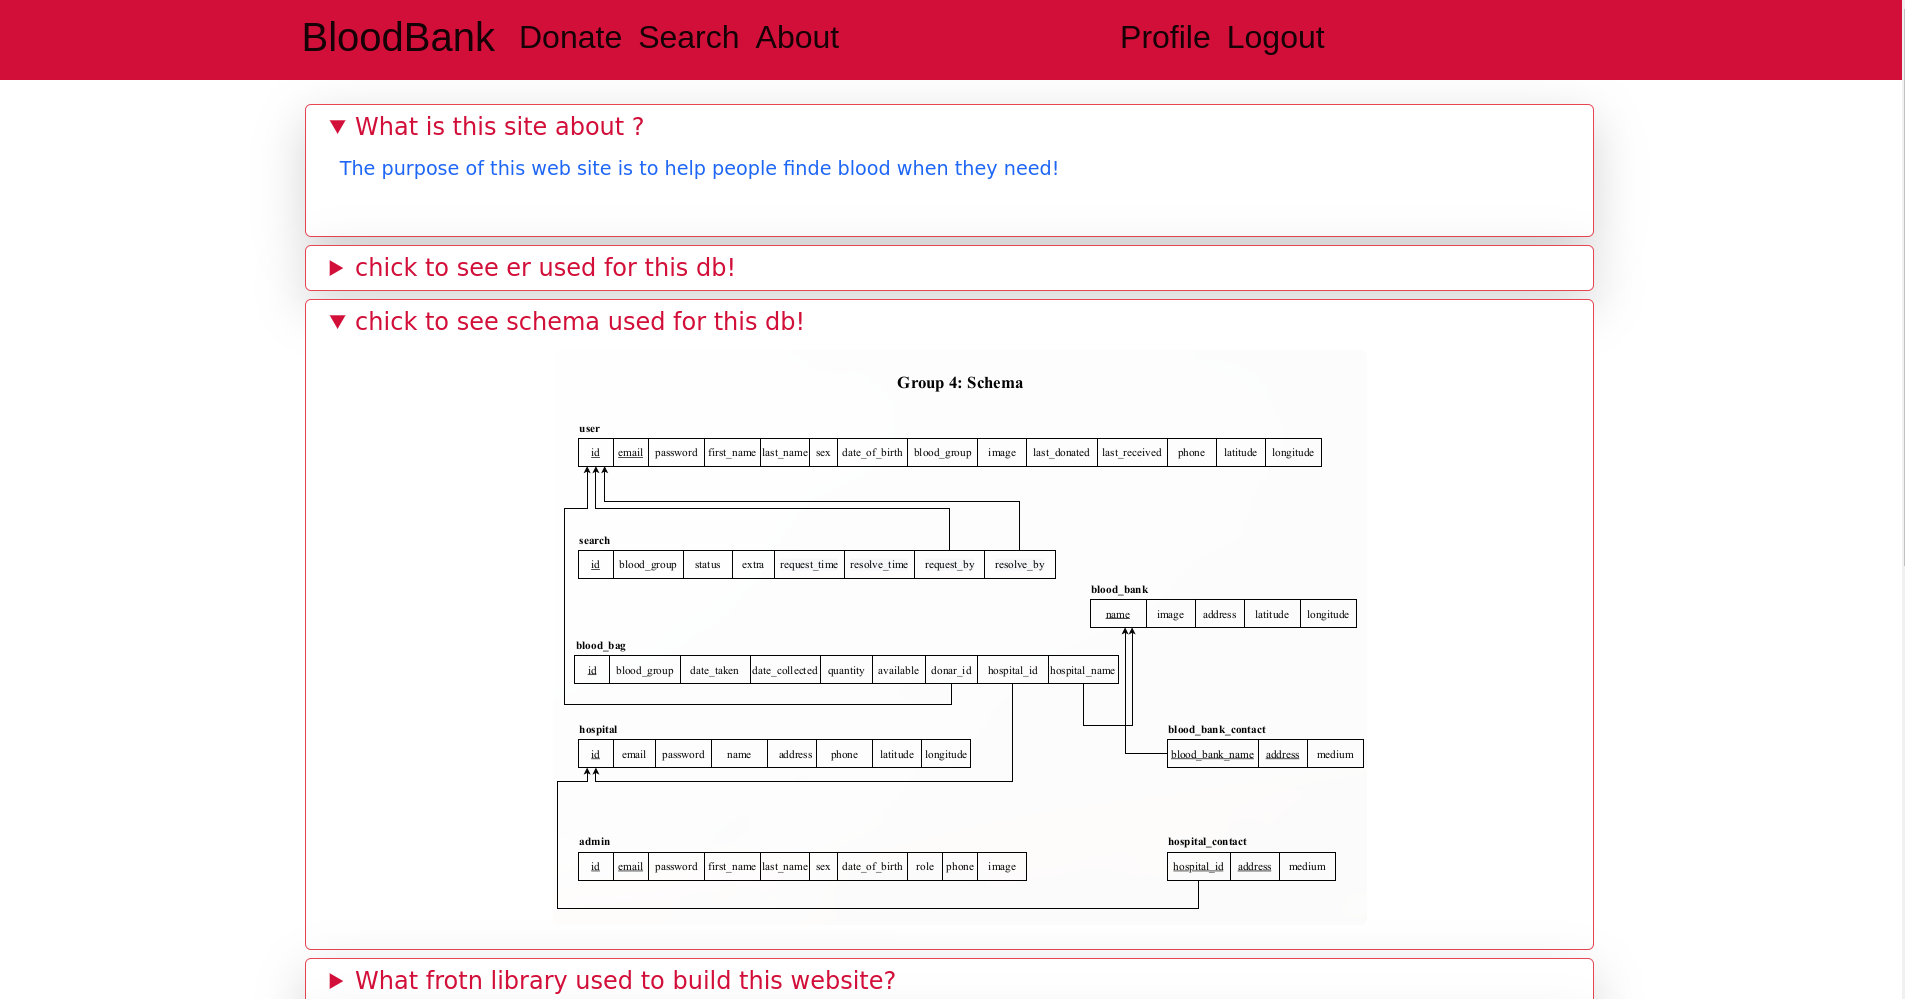 BloodBank Donate Search About Profile Logout
What is this site about ?
The purpose of this web site is to help people finde blood when they need!
chick to see er used for this db!
chick to see schema used for this db!
Group 4: Schema
user
id email password first_name last_name sex date_of_birth blood_group image last_donated last_received phone latitude longitude
search
id blood_group status extra request_time resolve_time request_by resolve_by
blood_bank
name image address latitude longitude
blood_bag
id blood_group date_taken date_collected quantity available donar_id hospital_id hospital_name
hospital
id email password name address phone latitude longitude
blood_bank_contact
blood_bank_name address medium
admin
id email password first_name last_name sex date_of_birth role phone image
hospital_contact
hospital_id address medium
What frotn library used to build this website?